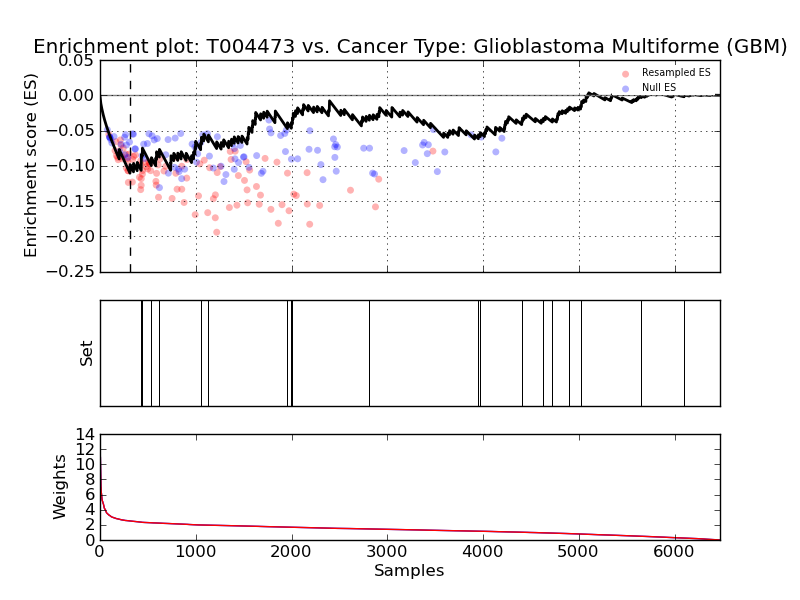 Enrichment plot: T004473 vs. Cancer Type: Glioblastoma Multiforme (GBM)
0.05
0.00
−0.05
−0.10
−0.15
−0.20
−0.25
Enrichment score (ES)
Resampled ES
Null ES
Set
14
12
10
8
6
4
2
0
Weights
0 1000 2000 3000 4000 5000 6000
Samples